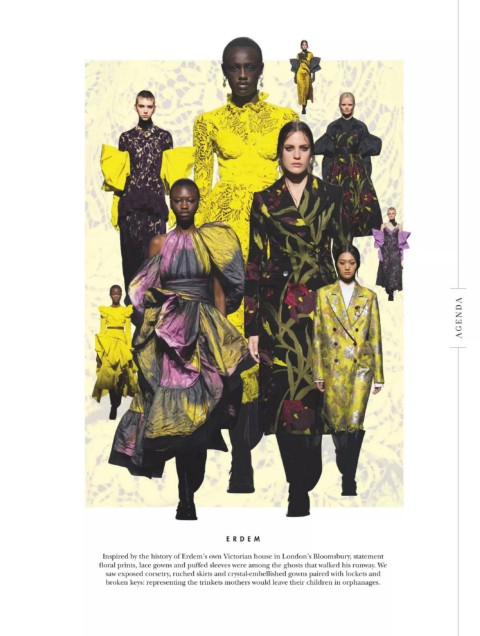 AGENDA
ERDEM
Inspired by the history of Erdem's own Victorian house in London's Bloomsbury, statement
floral prints, lace gowns and puffed sleeves were among the ghosts that walked his runway. We
saw exposed corsetry, ruched skirts and crystal-embellished gowns paired with lockets and
broken keys: representing the trinkets mothers would leave their children in orphanages.